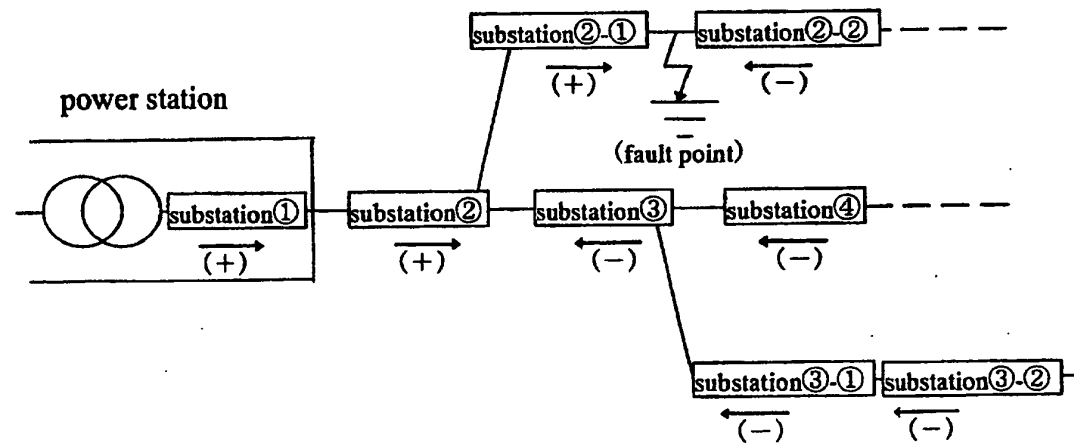 substation②-① substation②-②
(+) (−)
power station
(fault point)
substation① substation② substation③ substation④
(+) (+) (−) (−)
substation③-① substation③-②
(−) (−)